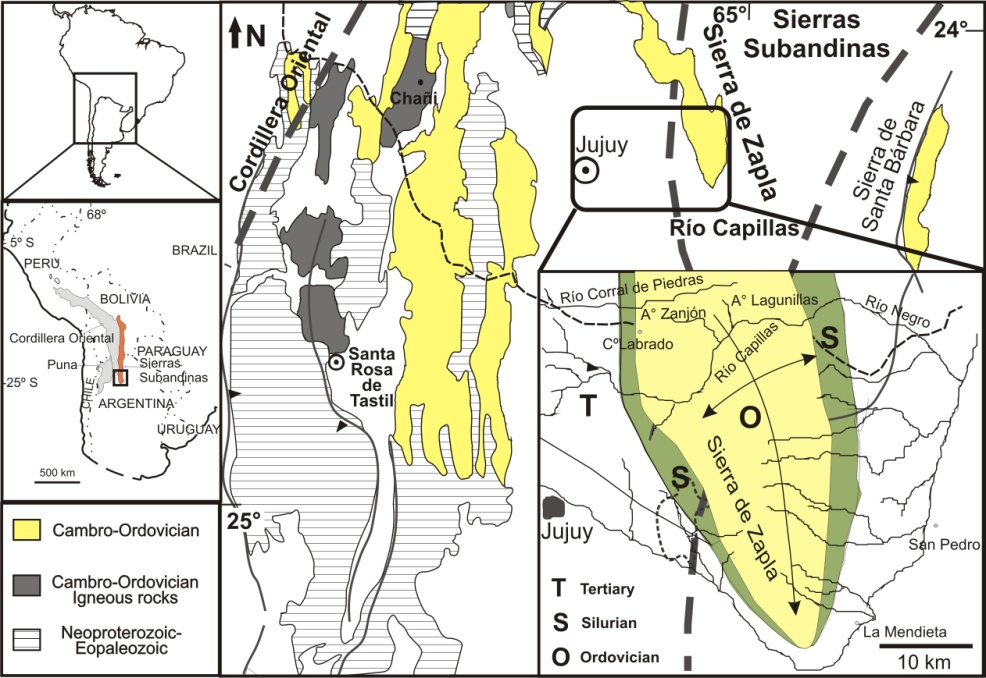 N
Cordillera Oriental
Chañi
65°
Sierras
Subandinas
24°
Sierra de Zapla
Sierra de
Santa Bárbara
Jujuy
Río Capillas
68°
5° S
PERÚ
BRAZIL
BOLIVIA
Cordillera Oriental
PARAGUAY
Puna
Sierras
Subandinas
-25° S
CHILE
ARGENTINA
URUGUAY
500 km
Santa
Rosa
de
Tastil
25°
Cambro-Ordovician
Cambro-Ordovician
Igneous rocks
Neoproterozoic-
Eopaleozoic
Río Corral de Piedras
A° Lagunillas
A° Zanjón
Río Negro
C°Labrado
Río Capillas
S
T
O
S
Sierra de Zapla
Jujuy
San Pedro
T Tertiary
S Silurian
O Ordovician
La Mendieta
10 km